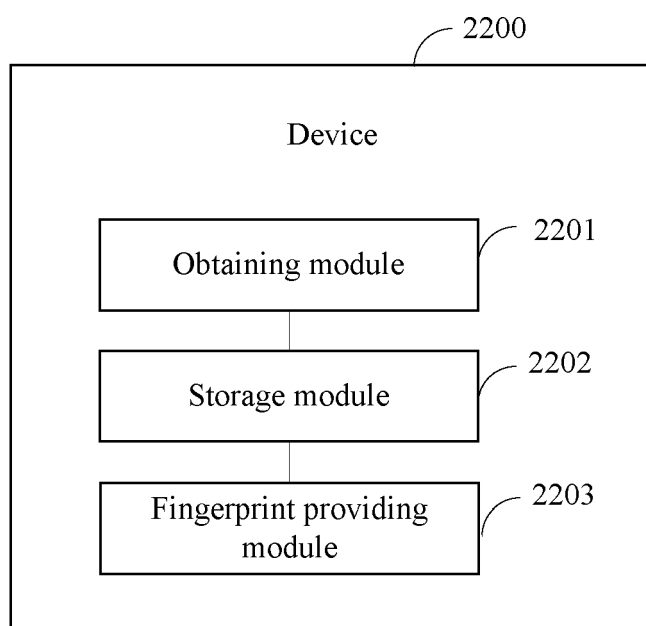 2200
Device
2201
Obtaining module
2202
Storage module
2203
Fingerprint providing
module